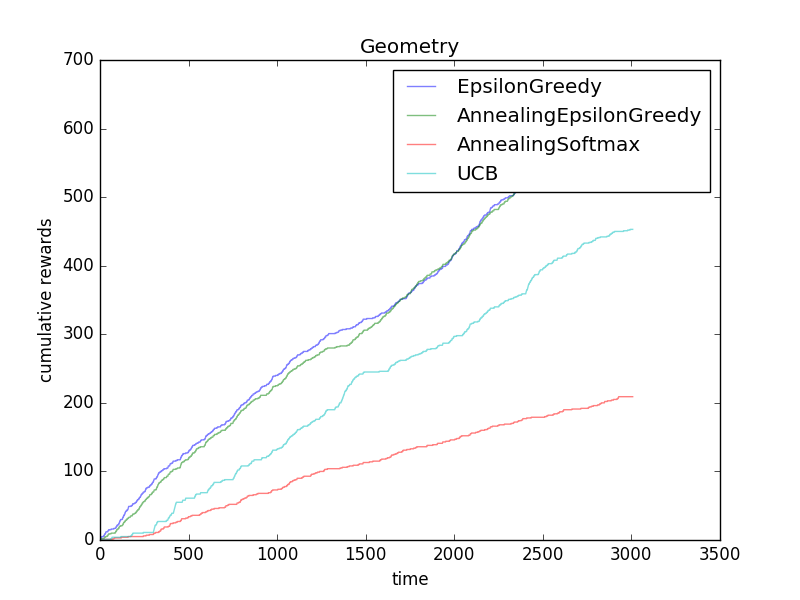 Geometry
700
600
500
400
300
200
100
0
cumulative rewards
EpsilonGreedy
AnnealingEpsilonGreedy
AnnealingSoftmax
UCB
0 500 1000 1500 2000 2500 3000 3500
time